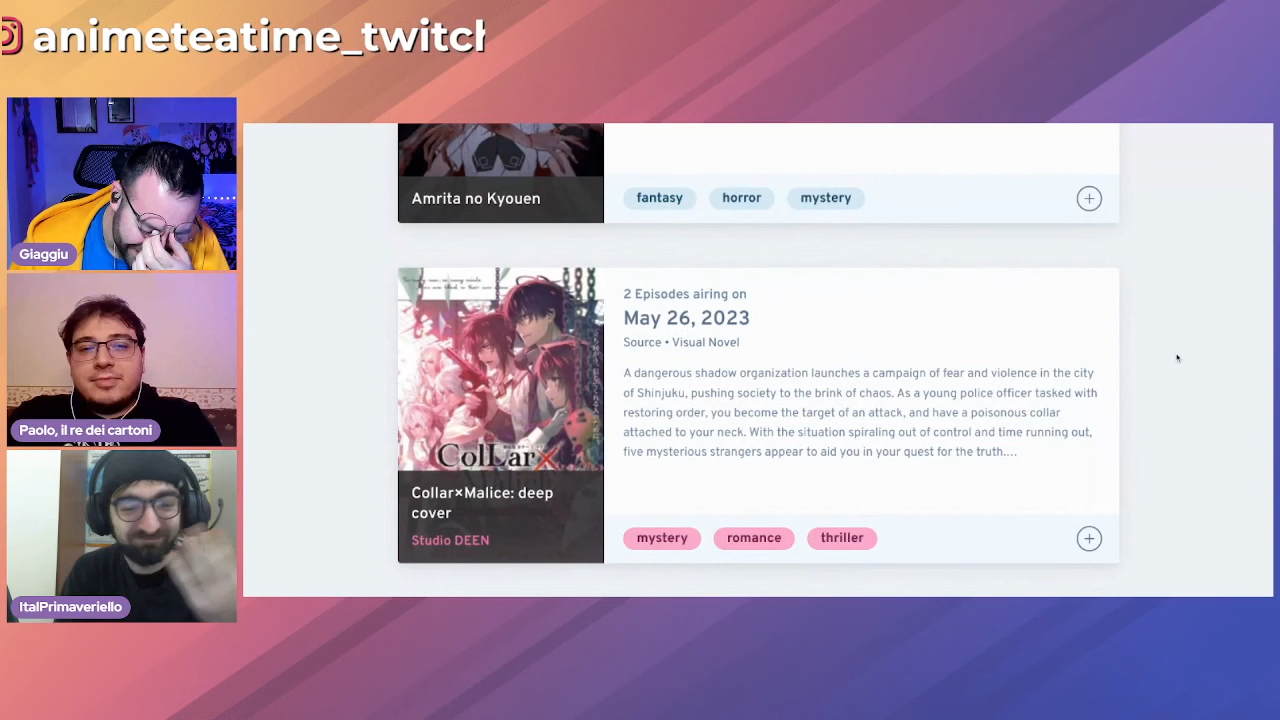 animeteatime_twitch
Giaggiu
Paolo, il re dei cartoni
ItalPrimaveriello
Amrita no Kyouen
fantasy
horror
mystery
Collar
Collar×Malice: deep
cover
Studio DEEN
2 Episodes airing on
May 26, 2023
Source • Visual Novel
A dangerous shadow organization launches a campaign of fear and violence in the city
of Shinjuku, pushing society to the brink of chaos. As a young police officer tasked with
restoring order, you become the target of an attack, and have a poisonous collar
attached to your neck. With the situation spiraling out of control and time running out,
five mysterious strangers appear to aid you in your quest for the truth....
mystery
romance
thriller